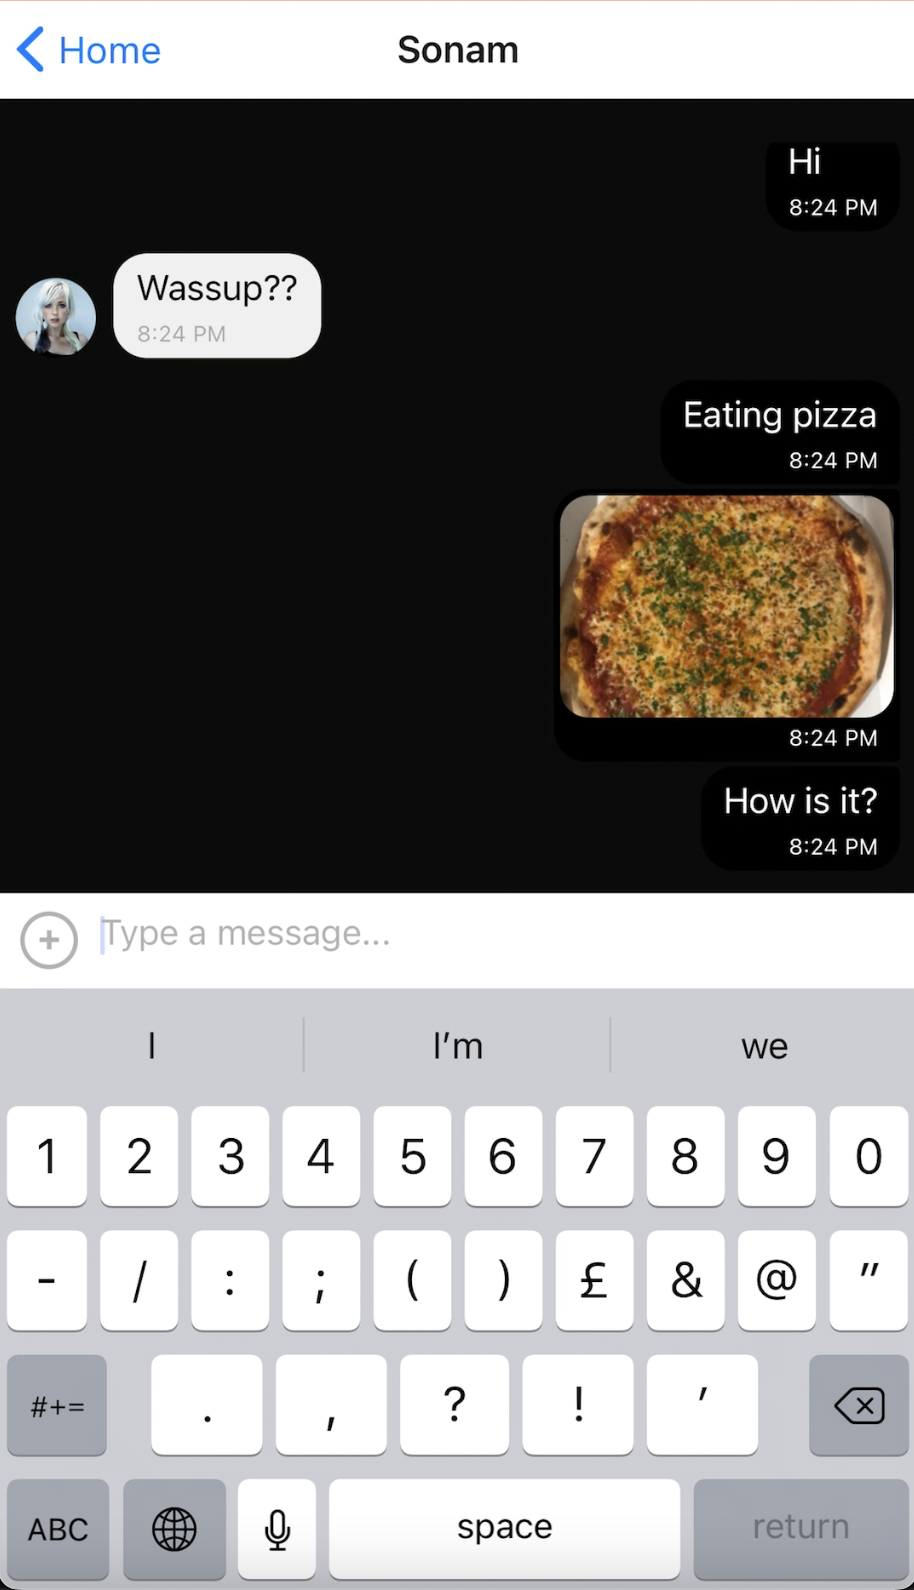 Home
Sonam
Hi
8:24 PM
Wassup??
8:24 PM
Eating pizza
8:24 PM
8:24 PM
How is it?
8:24 PM
Type a message...
I
I’m
we
1 2 3 4 5 6 7 8 9 0
- / : ; ( ) £ & @ "
#+= . , ? ! ’
ABC space return